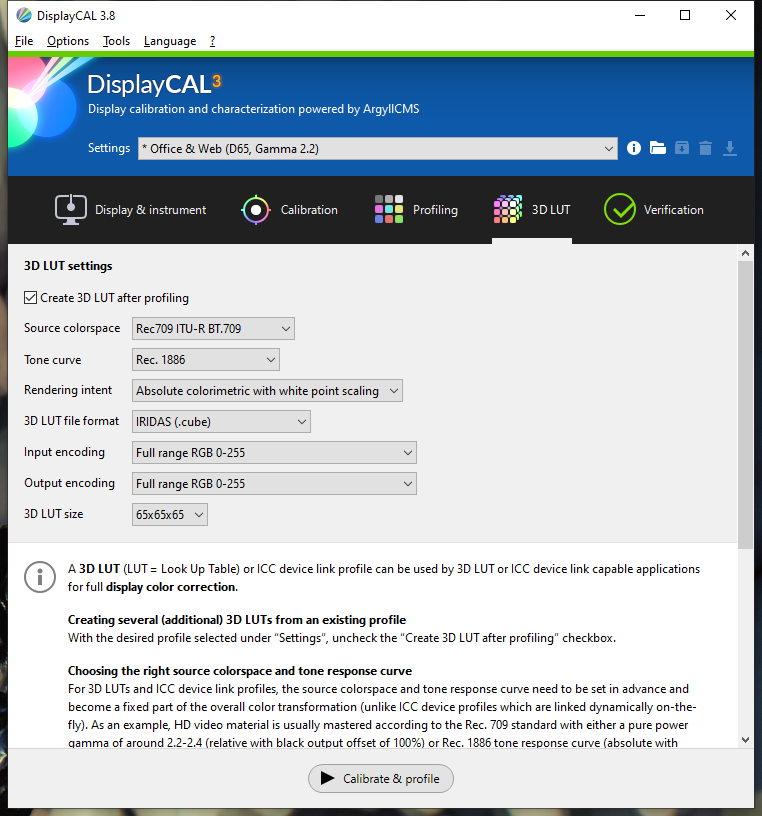 DisplayCAL 3.8
File Options Tools Language ?
DisplayCAL3
Display calibration and characterization powered by ArgyllCMS
Settings * Office & Web (D65, Gamma 2.2)
Display & instrument Calibration Profiling 3D LUT Verification
3D LUT settings
Create 3D LUT after profiling
Source colorspace Rec709 ITU-R BT.709
Tone curve Rec. 1886
Rendering intent Absolute colorimetric with white point scaling
3D LUT file format IRIDAS (.cube)
Input encoding Full range RGB 0-255
Output encoding Full range RGB 0-255
3D LUT size 65x65x65
A 3D LUT (LUT = Look Up Table) or ICC device link profile can be used by 3D LUT or ICC device link capable applications
for full display color correction.
Creating several (additional) 3D LUTs from an existing profile
With the desired profile selected under “Settings”, uncheck the “Create 3D LUT after profiling” checkbox.
Choosing the right source colorspace and tone response curve
For 3D LUTs and ICC device link profiles, the source colorspace and tone response curve need to be set in advance and
become a fixed part of the overall color transformation (unlike ICC device profiles which are linked dynamically on-the-
fly). As an example, HD video material is usually mastered according to the Rec. 709 standard with either a pure power
gamma of around 2.2-2.4 (relative with black output offset of 100%) or Rec. 1886 tone response curve (absolute with
Calibrate & profile